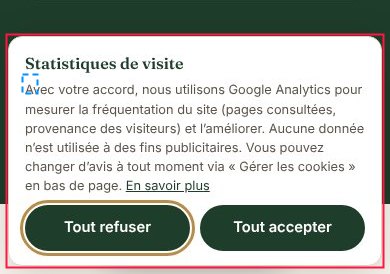 Statistiques de visite
Avec votre accord, nous utilisons Google Analytics pour
mesurer la fréquentation du site (pages consultées,
provenance des visiteurs) et l’améliorer. Aucune donnée
n’est utilisée à des fins publicitaires. Vous pouvez
changer d’avis à tout moment via « Gérer les cookies »
en bas de page. En savoir plus
Tout refuser
Tout accepter